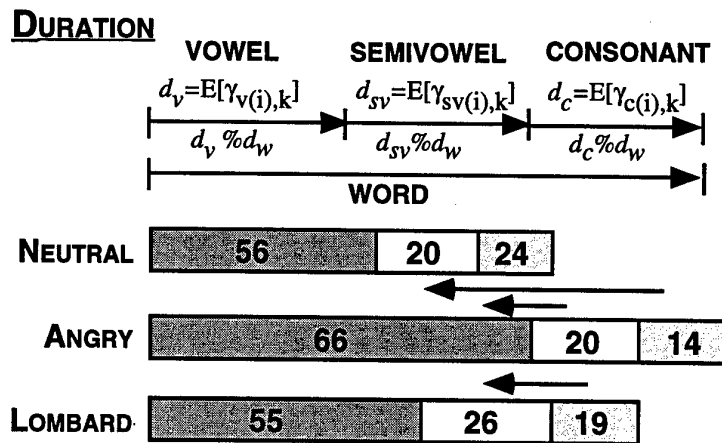 DURATION
VOWEL SEMIVOWEL CONSONANT
d_v=E[γ_v(i),k] d_sv=E[γ_sv(i),k] d_c=E[γ_c(i),k]
d_v %d_w d_sv%d_w d_c%d_w
WORD
NEUTRAL 56 20 24
ANGRY 66 20 14
LOMBARD 55 26 19